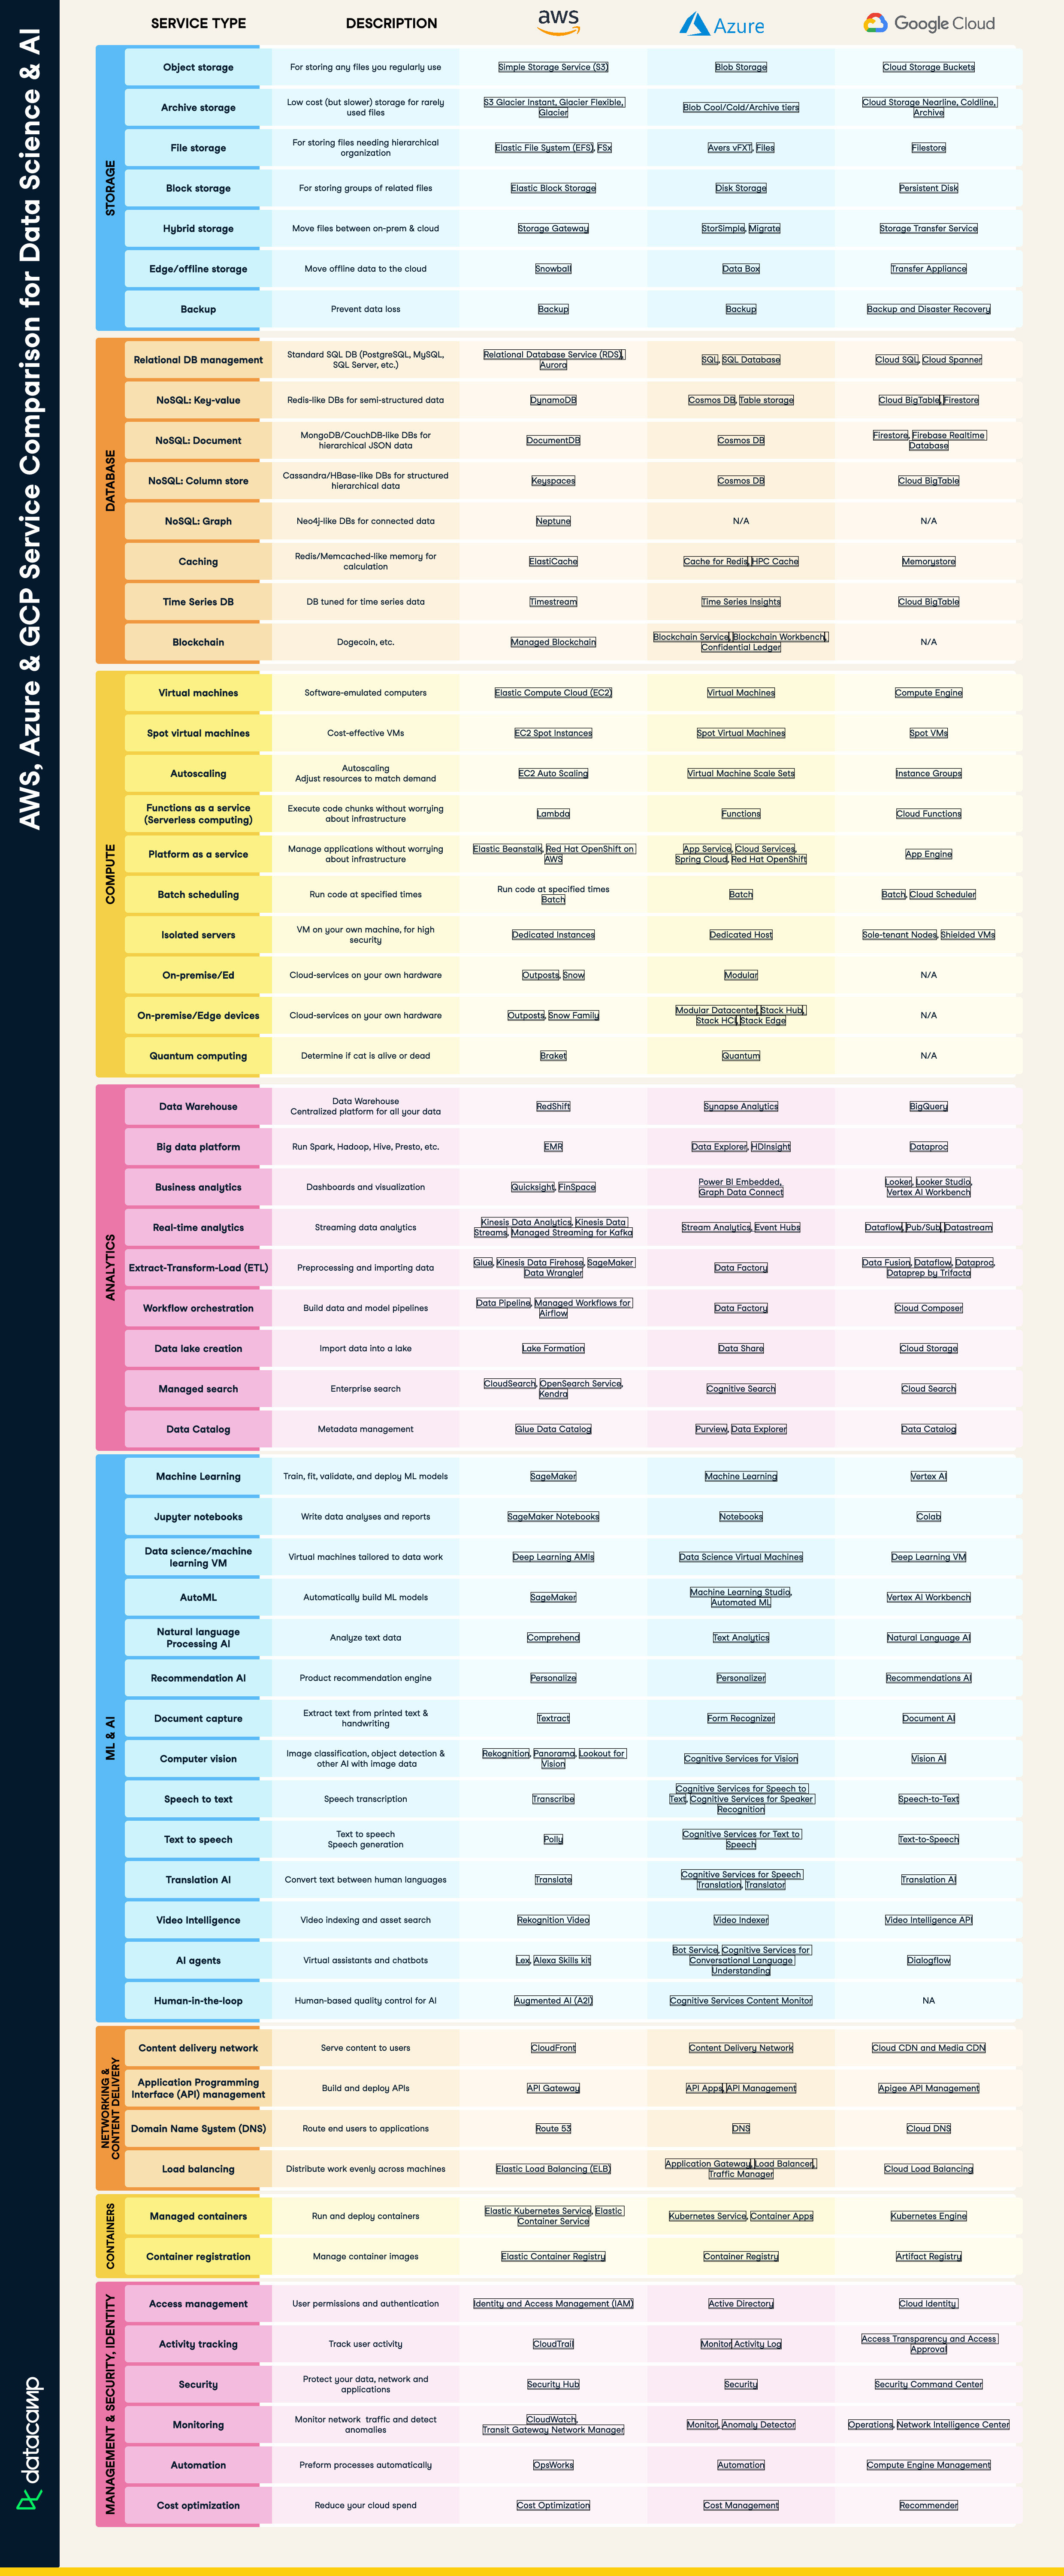 AWS, Azure & GCP Service Comparison for Data Science & AI
datacamp
SERVICE TYPE DESCRIPTION aws Azure Google Cloud
STORAGE
Object storage For storing any files you regularly use Simple Storage Service (S3) Blob Storage Cloud Storage Buckets
Archive storage Low cost (but slower) storage for rarely used files S3 Glacier Instant, Glacier Flexible, Glacier Blob Cool/Cold/Archive tiers Cloud Storage Nearline, Coldline, Archive
File storage For storing files needing hierarchical organization Elastic File System (EFS), FSx Avers vFXT, Files Filestore
Block storage For storing groups of related files Elastic Block Storage Disk Storage Persistent Disk
Hybrid storage Move files between on-prem & cloud Storage Gateway StorSimple, Migrate Storage Transfer Service
Edge/offline storage Move offline data to the cloud Snowball Data Box Transfer Appliance
Backup Prevent data loss Backup Backup Backup and Disaster Recovery
DATABASE
Relational DB management Standard SQL DB (PostgreSQL, MySQL, SQL Server, etc.) Relational Database Service (RDS), Aurora SQL, SQL Database Cloud SQL, Cloud Spanner
NoSQL: Key-value Redis-like DBs for semi-structured data DynamoDB Cosmos DB, Table storage Cloud BigTable, Firestore
NoSQL: Document MongoDB/CouchDB-like DBs for hierarchical JSON data DocumentDB Cosmos DB Firestore, Firebase Realtime Database
NoSQL: Column store Cassandra/HBase-like DBs for structured hierarchical data Keyspaces Cosmos DB Cloud BigTable
NoSQL: Graph Neo4j-like DBs for connected data Neptune N/A N/A
Caching Redis/Memcached-like memory for calculation ElastiCache Cache for Redis, HPC Cache Memorystore
Time Series DB DB tuned for time series data Timestream Time Series Insights Cloud BigTable
Blockchain Dogecoin, etc. Managed Blockchain Blockchain Service, Blockchain Workbench, Confidential Ledger N/A
COMPUTE
Virtual machines Software-emulated computers Elastic Compute Cloud (EC2) Virtual Machines Compute Engine
Spot virtual machines Cost-effective VMs EC2 Spot Instances Spot Virtual Machines Spot VMs
Autoscaling Autoscaling Adjust resources to match demand EC2 Auto Scaling Virtual Machine Scale Sets Instance Groups
Functions as a service (Serverless computing) Execute code chunks without worrying about infrastructure Lambda Functions Cloud Functions
Platform as a service Manage applications without worrying about infrastructure Elastic Beanstalk, Red Hat OpenShift on AWS App Service, Cloud Services, Spring Cloud, Red Hat OpenShift App Engine
Batch scheduling Run code at specified times Run code at specified times Batch Batch Batch, Cloud Scheduler
Isolated servers VM on your own machine, for high security Dedicated Instances Dedicated Host Sole-tenant Nodes, Shielded VMs
On-premise/Ed Cloud-services on your own hardware Outposts, Snow Modular N/A
On-premise/Edge devices Cloud-services on your own hardware Outposts, Snow Family Modular Datacenter, Stack Hub, Stack HCI, Stack Edge N/A
Quantum computing Determine if cat is alive or dead Braket Quantum N/A
ANALYTICS
Data Warehouse Data Warehouse Centralized platform for all your data RedShift Synapse Analytics BigQuery
Big data platform Run Spark, Hadoop, Hive, Presto, etc. EMR Data Explorer, HDInsight Dataproc
Business analytics Dashboards and visualization Quicksight, FinSpace Power BI Embedded, Graph Data Connect Looker, Looker Studio, Vertex AI Workbench
Real-time analytics Streaming data analytics Kinesis Data Analytics, Kinesis Data Streams, Managed Streaming for Kafka Stream Analytics, Event Hubs Dataflow, Pub/Sub, Datastream
Extract-Transform-Load (ETL) Preprocessing and importing data Glue, Kinesis Data Firehose, SageMaker Data Wrangler Data Factory Data Fusion, Dataflow, Dataproc, Dataprep by Trifacta
Workflow orchestration Build data and model pipelines Data Pipeline, Managed Workflows for Airflow Data Factory Cloud Composer
Data lake creation Import data into a lake Lake Formation Data Share Cloud Storage
Managed search Enterprise search CloudSearch, OpenSearch Service, Kendra Cognitive Search Cloud Search
Data Catalog Metadata management Glue Data Catalog Purview, Data Explorer Data Catalog
ML & AI
Machine Learning Train, fit, validate, and deploy ML models SageMaker Machine Learning Vertex AI
Jupyter notebooks Write data analyses and reports SageMaker Notebooks Notebooks Colab
Data science/machine learning VM Virtual machines tailored to data work Deep Learning AMIs Data Science Virtual Machines Deep Learning VM
AutoML Automatically build ML models SageMaker Machine Learning Studio, Automated ML Vertex AI Workbench
Natural language Processing AI Analyze text data Comprehend Text Analytics Natural Language AI
Recommendation AI Product recommendation engine Personalize Personalizer Recommendations AI
Document capture Extract text from printed text & handwriting Textract Form Recognizer Document AI
Computer vision Image classification, object detection & other AI with image data Rekognition, Panorama, Lookout for Vision Cognitive Services for Vision Vision AI
Speech to text Speech transcription Transcribe Cognitive Services for Speech to Text, Cognitive Services for Speaker Recognition Speech-to-Text
Text to speech Text to speech Speech generation Polly Cognitive Services for Text to Speech Text-to-Speech
Translation AI Convert text between human languages Translate Cognitive Services for Speech Translation, Translator Translation AI
Video Intelligence Video indexing and asset search Rekognition Video Video Indexer Video Intelligence API
AI agents Virtual assistants and chatbots Lex, Alexa Skills kit Bot Service, Cognitive Services for Conversational Language Understanding Dialogflow
Human-in-the-loop Human-based quality control for AI Augmented AI (A2I) Cognitive Services Content Monitor NA
NETWORKING & CONTENT DELIVERY
Content delivery network Serve content to users CloudFront Content Delivery Network Cloud CDN and Media CDN
Application Programming Interface (API) management Build and deploy APIs API Gateway API Apps, API Management Apigee API Management
Domain Name System (DNS) Route end users to applications Route 53 DNS Cloud DNS
Load balancing Distribute work evenly across machines Elastic Load Balancing (ELB) Application Gateway, Load Balancer, Traffic Manager Cloud Load Balancing
CONTAINERS
Managed containers Run and deploy containers Elastic Kubernetes Service, Elastic Container Service Kubernetes Service, Container Apps Kubernetes Engine
Container registration Manage container images Elastic Container Registry Container Registry Artifact Registry
MANAGEMENT & SECURITY, IDENTITY
Access management User permissions and authentication Identity and Access Management (IAM) Active Directory Cloud Identity
Activity tracking Track user activity CloudTrail Monitor Activity Log Access Transparency and Access Approval
Security Protect your data, network and applications Security Hub Security Security Command Center
Monitoring Monitor network traffic and detect anomalies CloudWatch, Transit Gateway Network Manager Monitor, Anomaly Detector Operations, Network Intelligence Center
Automation Preform processes automatically OpsWorks Automation Compute Engine Management
Cost optimization Reduce your cloud spend Cost Optimization Cost Management Recommender